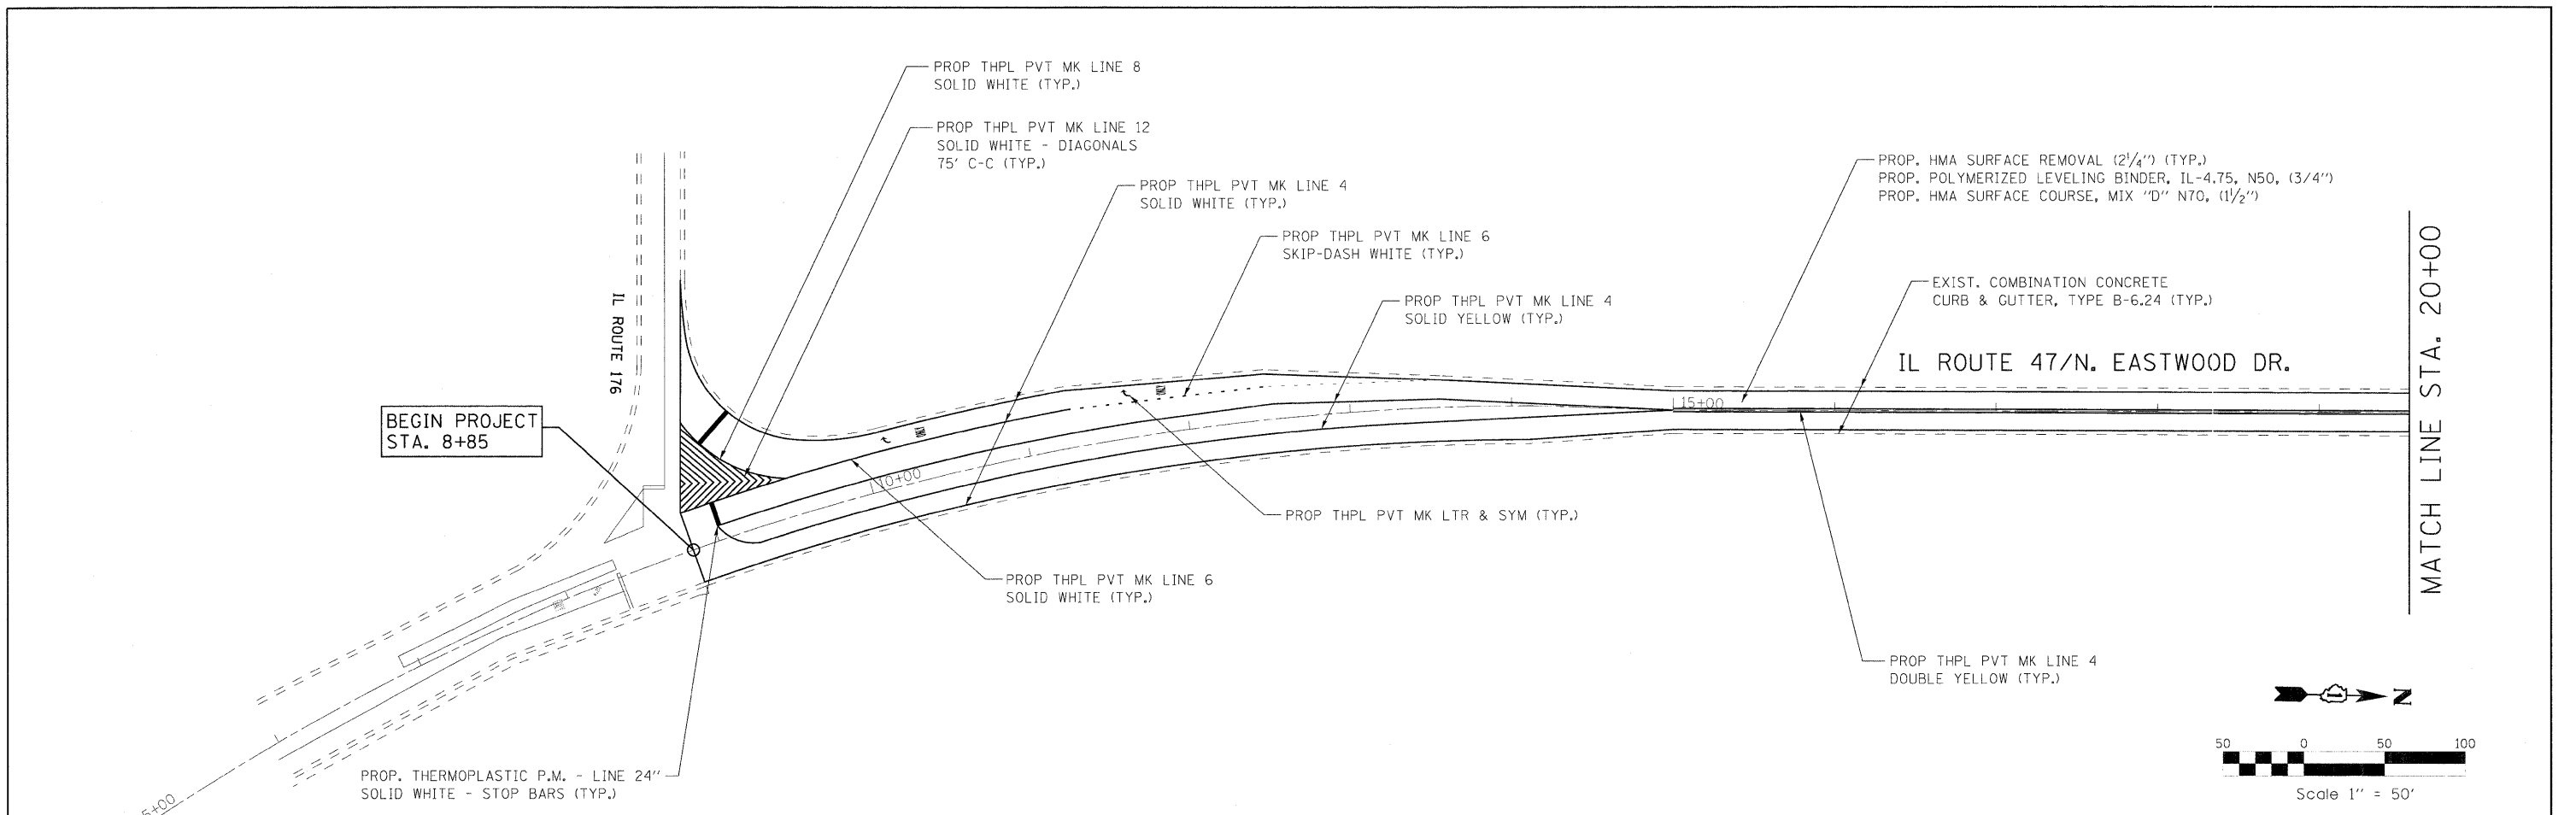 PROP THPL PVT MK LINE 8
SOLID WHITE (TYP.)
PROP THPL PVT MK LINE 12
SOLID WHITE - DIAGONALS
75' C-C (TYP.)
PROP THPL PVT MK LINE 4
SOLID WHITE (TYP.)
PROP THPL PVT MK LINE 6
SKIP-DASH WHITE (TYP.)
PROP THPL PVT MK LINE 4
SOLID YELLOW (TYP.)
PROP. HMA SURFACE REMOVAL (2 1/4") (TYP.)
PROP. POLYMERIZED LEVELING BINDER, IL-4.75, N50, (3/4")
PROP. HMA SURFACE COURSE, MIX "D" N70, (1 1/2")
EXIST. COMBINATION CONCRETE
CURB & GUTTER, TYPE B-6.24 (TYP.)
IL ROUTE 47/N. EASTWOOD DR.
MATCH LINE STA. 20+00
IL ROUTE 176
BEGIN PROJECT
STA. 8+85
10+00
15+00
PROP THPL PVT MK LTR & SYM (TYP.)
PROP THPL PVT MK LINE 6
SOLID WHITE (TYP.)
PROP THPL PVT MK LINE 4
DOUBLE YELLOW (TYP.)
PROP. THERMOPLASTIC P.M. - LINE 24"
SOLID WHITE - STOP BARS (TYP.)
5+00
N
50 0 50 100
Scale 1" = 50'